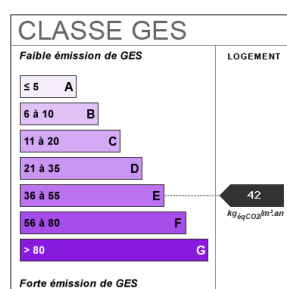 CLASSE GES
Faible émission de GES
LOGEMENT
≤ 5 A
6 à 10 B
11 à 20 C
21 à 35 D
36 à 55 E
42
kgéqCO2/m².an
56 à 80 F
> 80 G
Forte émission de GES